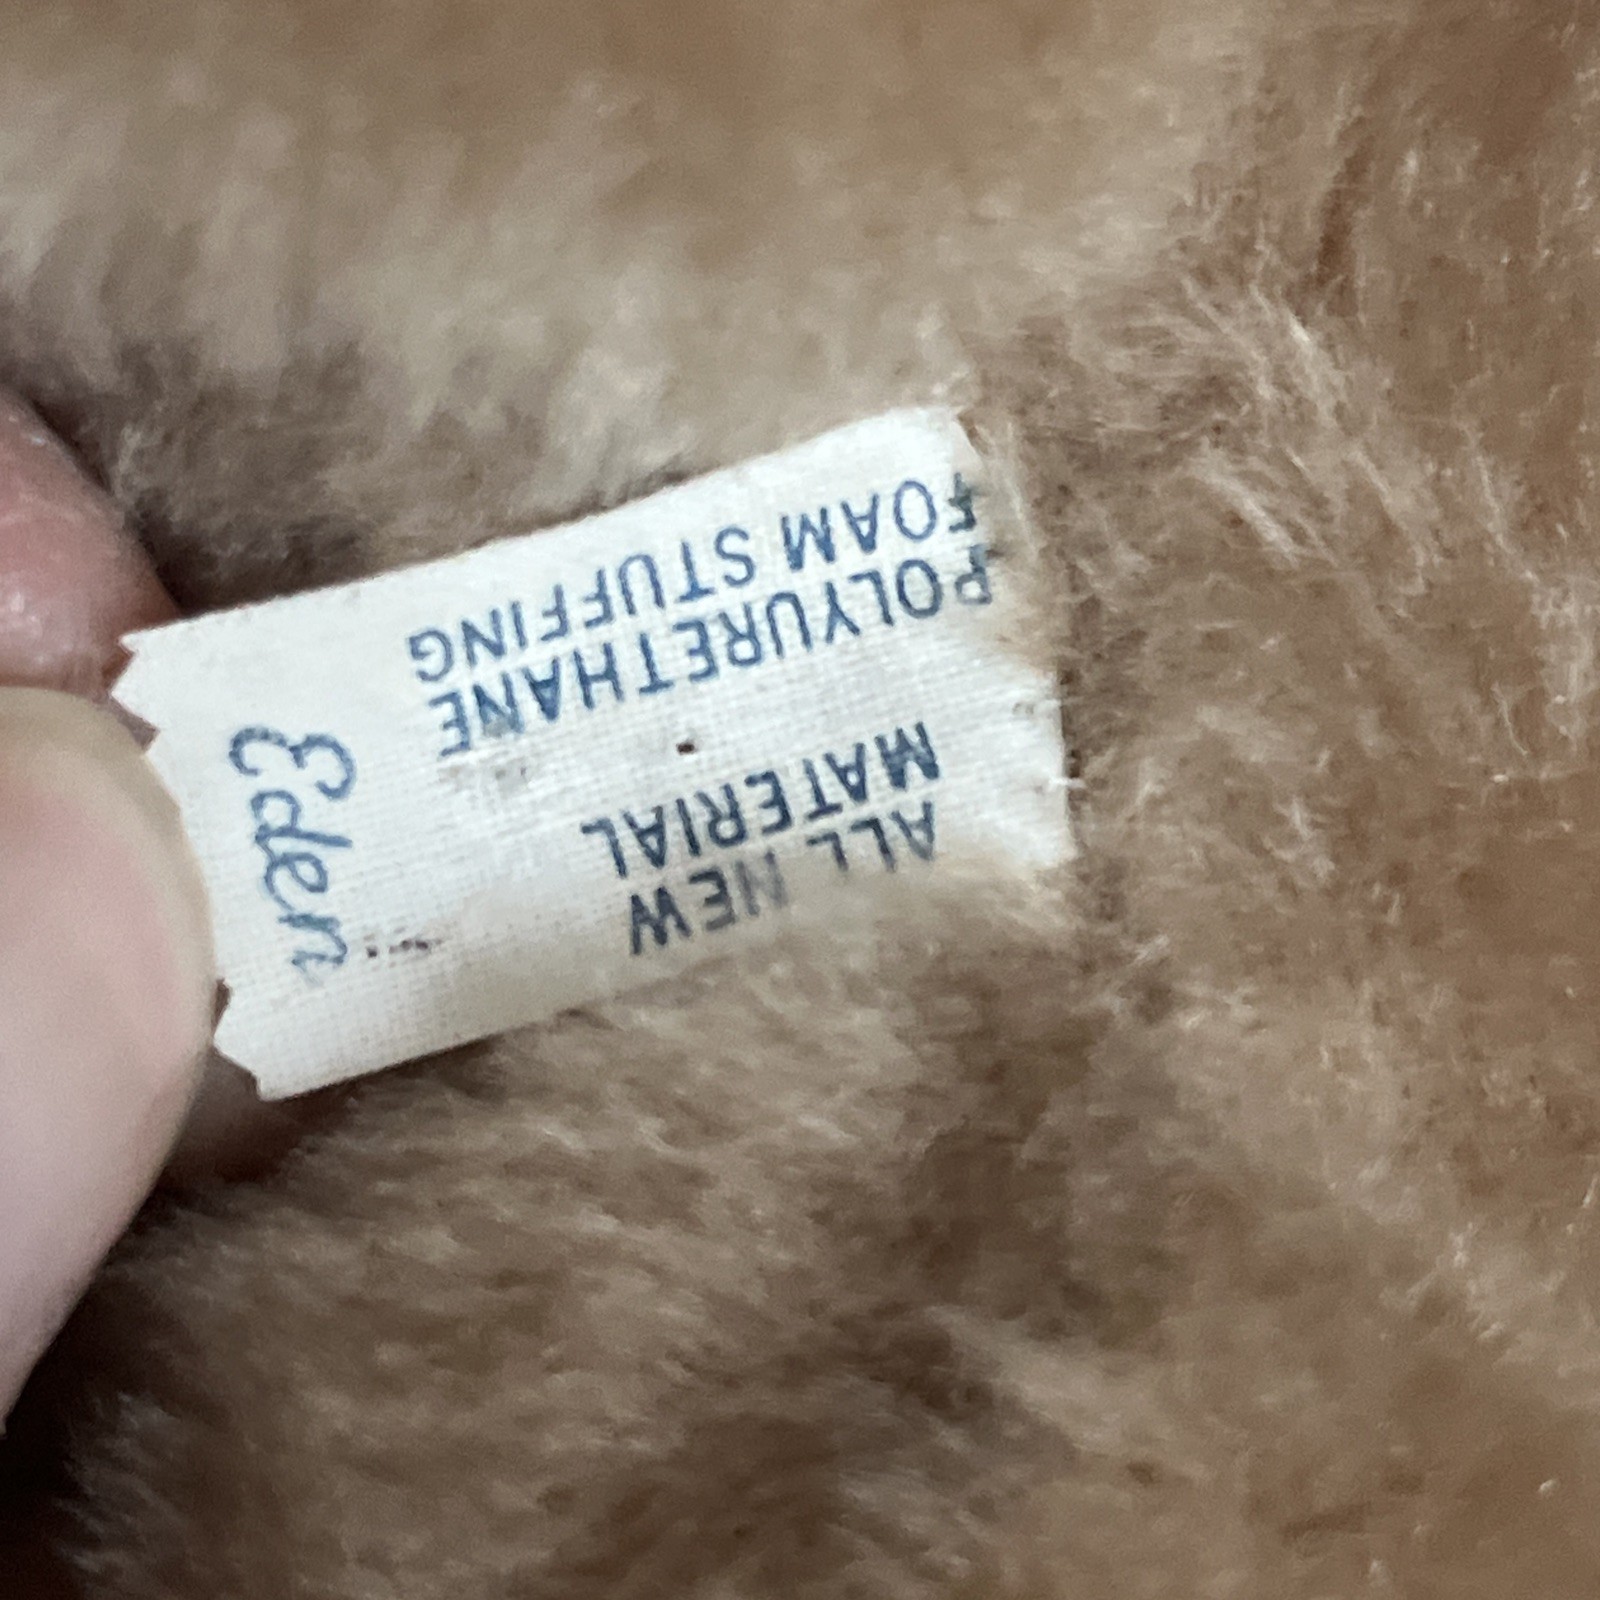 ALL NEW
MATERIAL
POLYURETHANE
FOAM STUFFING
Eden